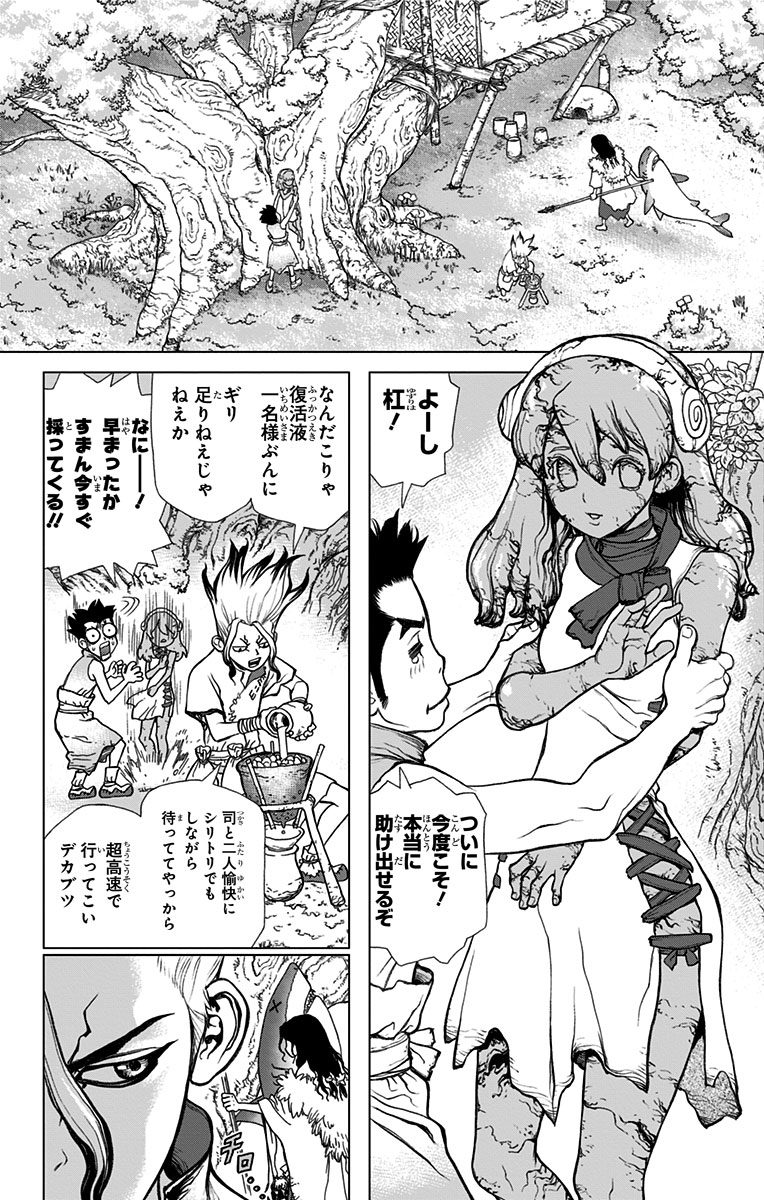 よーし
杠！
ついに
今度こそ！
本当に
助け出せるぞ
なんだこりゃ
復活液
一名様ぶんに
ギリ
足りねえじゃ
ねえか
なにー！
早まったか
すまん今すぐ
採ってくる!!
司と二人愉快に
シリトリでも
しながら
待っててやっから
超高速で
行ってこい
デカブツ
チロ